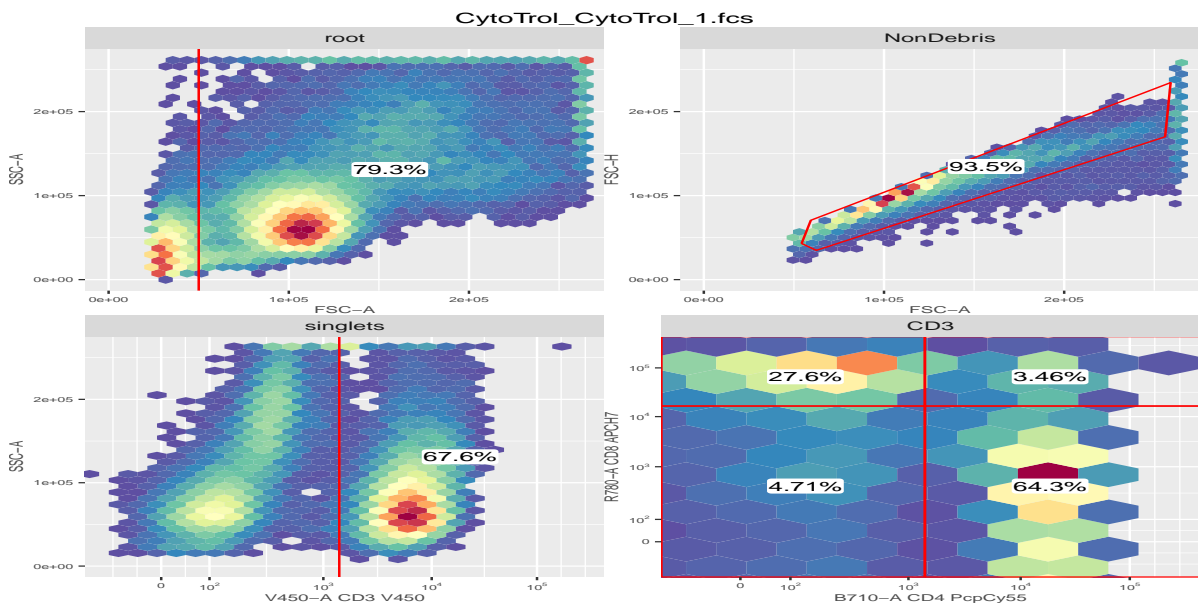 CytoTrol_CytoTrol_1.fcs
root
NonDebris
SSC−A
2e+05
1e+05
0e+00
79.3%
0e+00
1e+05
2e+05
FSC−A
FSC−H
2e+05
1e+05
0e+00
93.5%
0e+00
1e+05
2e+05
FSC−A
singlets
CD3
SSC−A
2e+05
1e+05
0e+00
67.6%
0
10²
10³
10⁴
10⁵
V450−A CD3 V450
R780−A CD8 APCH7
10⁵
10⁴
10³
10²
0
27.6%
3.46%
4.71%
64.3%
0
10²
10³
10⁴
10⁵
B710−A CD4 PcpCy55